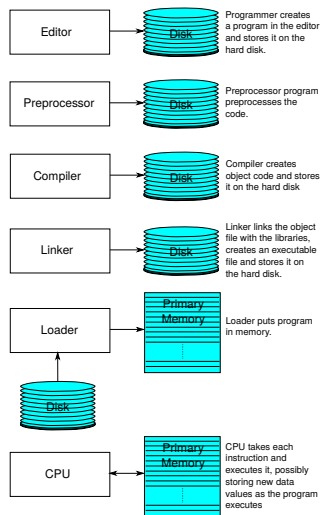 Editor
Disk
Programmer creates
a program in the editor
and stores it on the
hard disk.
Preprocessor
Disk
Preprocessor program
preprocesses the
code.
Compiler
Disk
Compiler creates
object code and stores
it on the hard disk
Linker
Disk
Linker links the object
file with the libraries,
creates an executable
file and stores it on
the hard disk.
Loader
Primary
Memory
Loader puts program
in memory.
Disk
CPU
Primary
Memory
CPU takes each
instruction and
executes it, possibly
storing new data
values as the program
executes